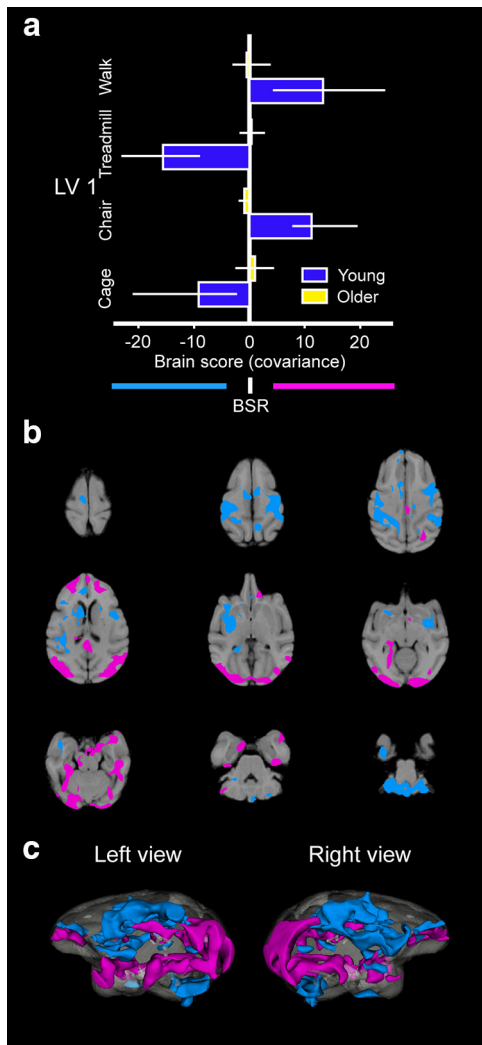 a
Walk
Treadmill
LV 1
Chair
Cage
Young
Older
-20 -10 0 10 20
Brain score (covariance)
BSR
b
c
Left view Right view